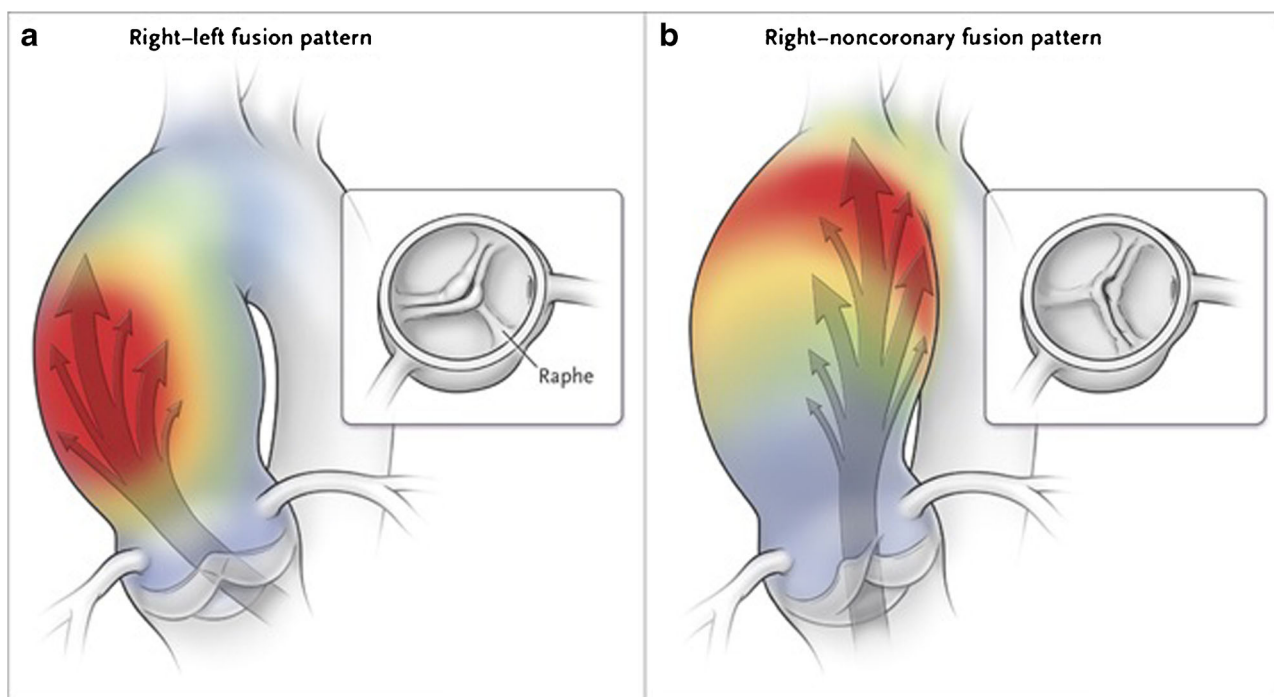 a
Right–left fusion pattern
Raphe
b
Right–noncoronary fusion pattern